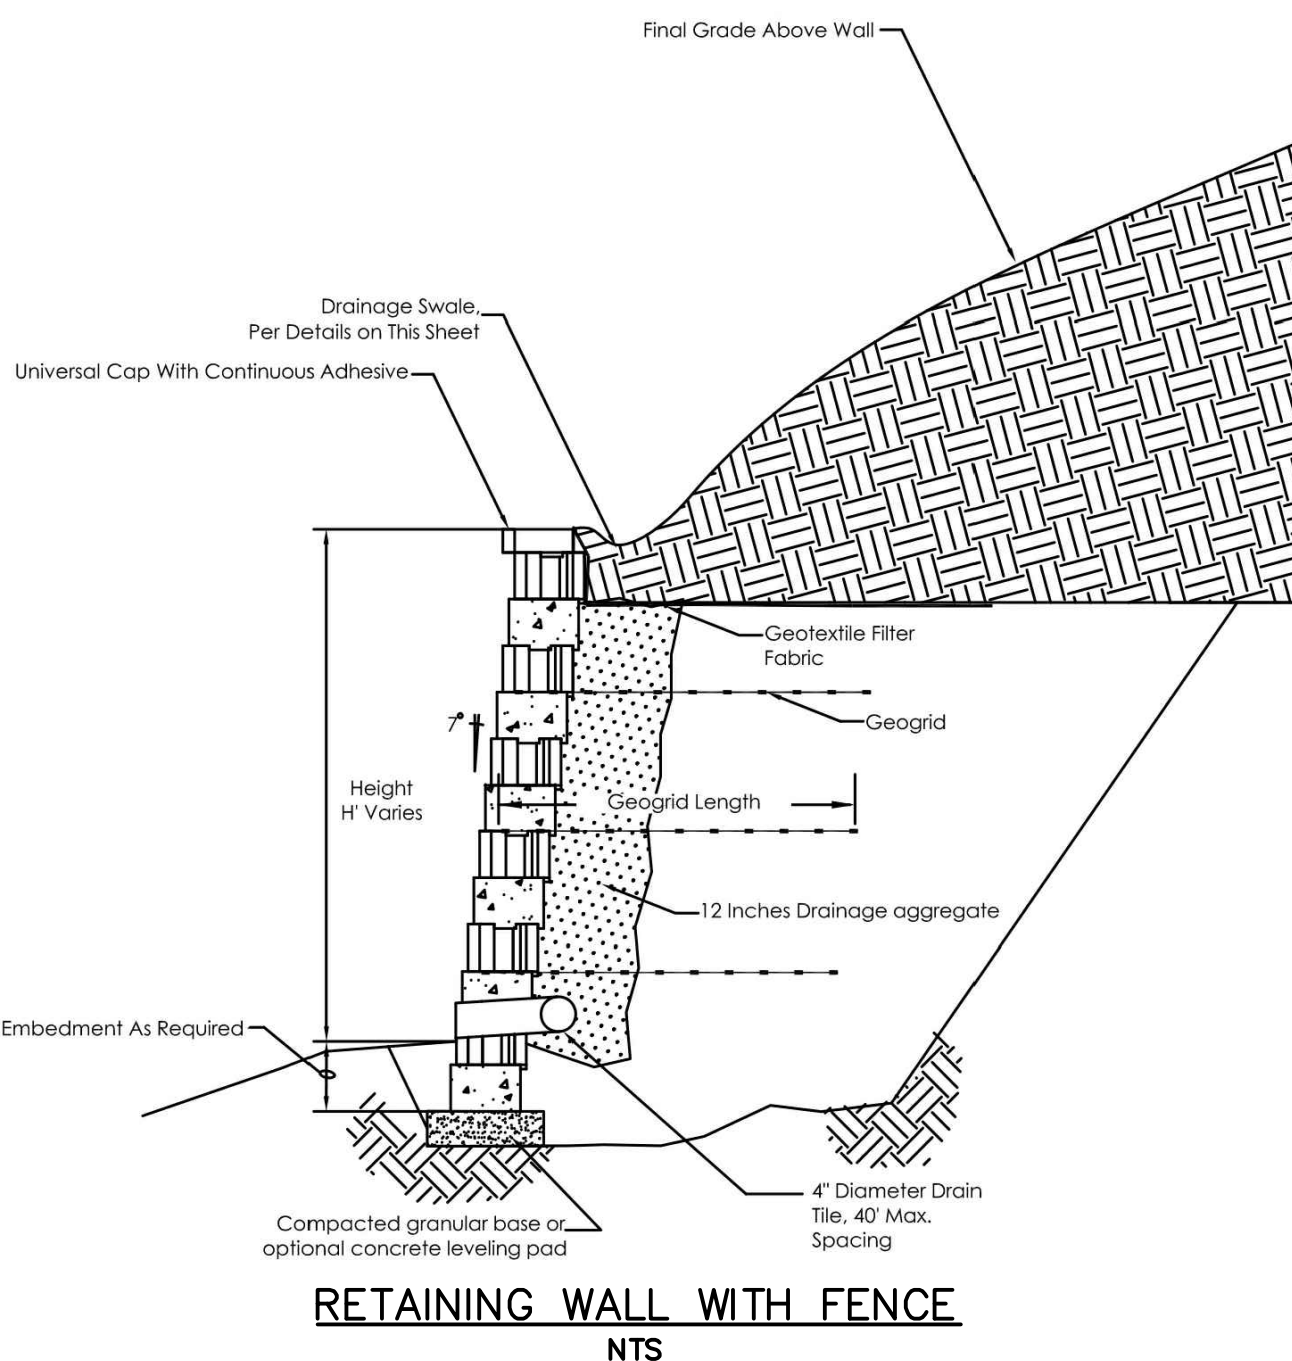 Final Grade Above Wall
Drainage Swale,
Per Details on This Sheet
Universal Cap With Continuous Adhesive
Geotextile Filter
Fabric
Geogrid
7°
Height
H' Varies
Geogrid Length
12 Inches Drainage aggregate
Embedment As Required
4" Diameter Drain
Tile, 40' Max.
Spacing
Compacted granular base or
optional concrete leveling pad
RETAINING WALL WITH FENCE
NTS